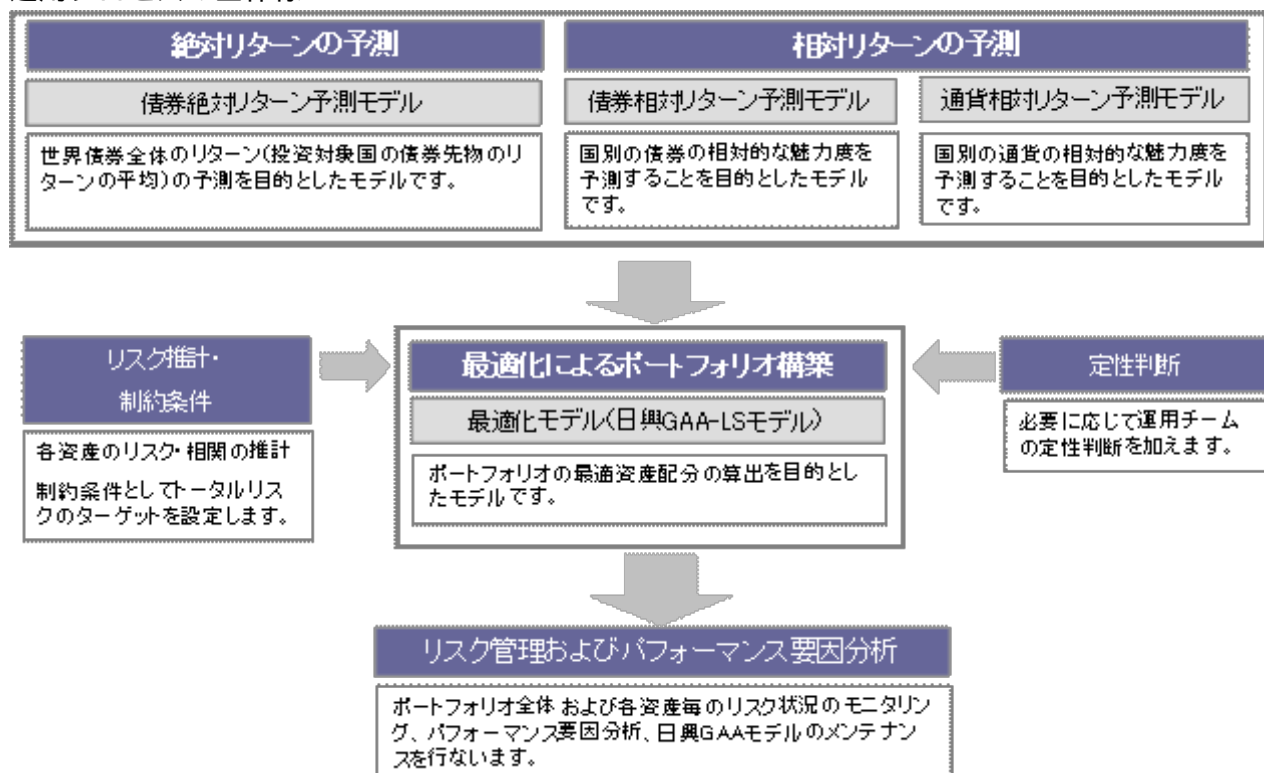 絶対リターンの予測
相対リターンの予測
債券絶対リターン予測モデル
債券相対リターン予測モデル
通貨相対リターン予測モデル
世界債券全体のリターン(投資対象国の債券先物のリ
ターンの平均)の予測を目的としたモデルです。
国別の債券の相対的な魅力度を
予測することを目的としたモデル
です。
国別の通貨の相対的な魅力度を
予測することを目的としたモデル
です。
リスク推計・
制約条件
各資産のリスク・相関の推計
制約条件としてトータルリス
クのターゲットを設定します。
最適化によるポートフォリオ構築
最適化モデル(日興GAA-LSモデル)
ポートフォリオの最適資産配分の算出を目的とし
たモデルです。
定性判断
必要に応じて運用チーム
の定性判断を加えます。
リスク管理およびパフォーマンス要因分析
ポートフォリオ全体および各資産毎のリスク状況のモニタリン
グ、パフォーマンス要因分析、日興GAAモデルのメンテナン
スを行ないます。